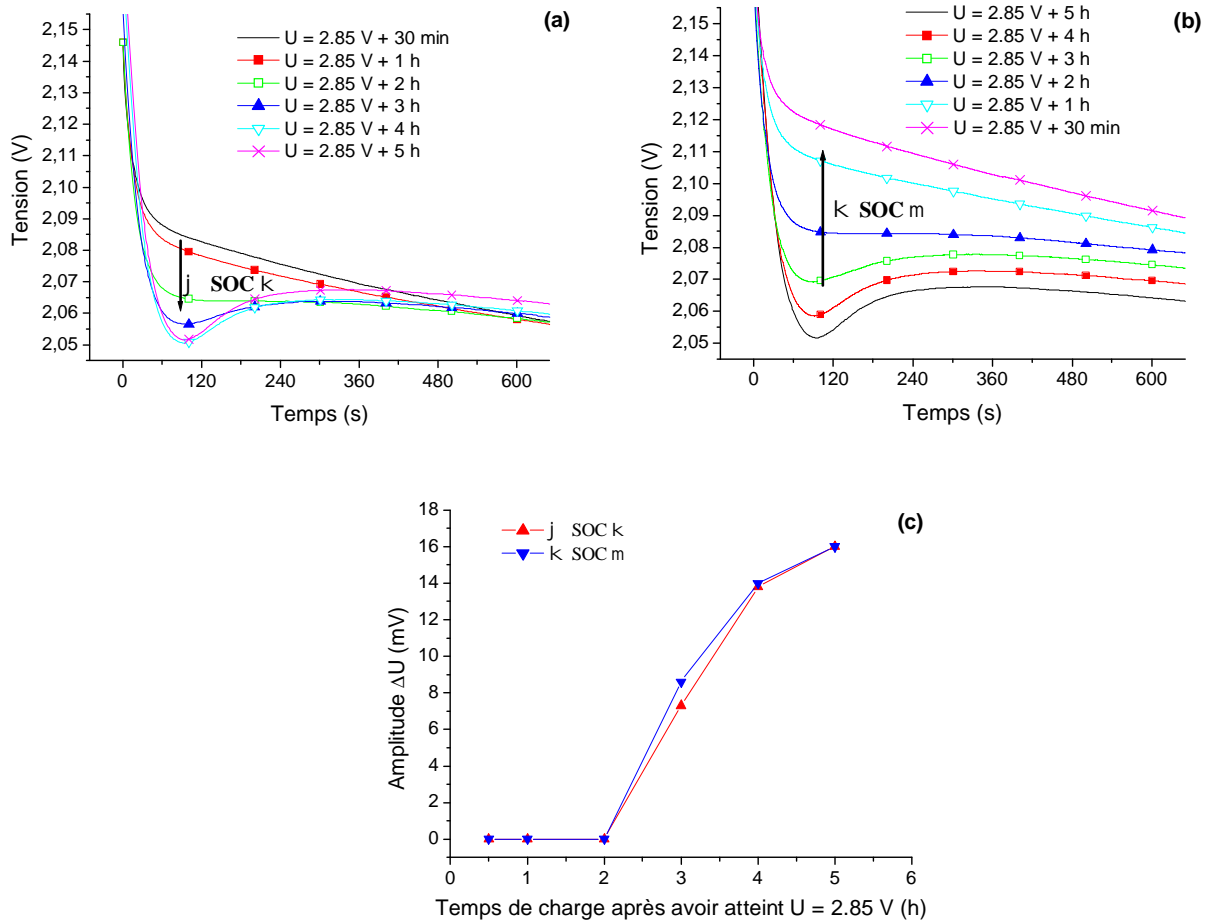 (a)
2,15
2,14
2,13
2,12
2,11
2,10
2,09
2,08
2,07
2,06
2,05
Tension (V)
U = 2.85 V + 30 min
U = 2.85 V + 1 h
U = 2.85 V + 2 h
U = 2.85 V + 3 h
U = 2.85 V + 4 h
U = 2.85 V + 5 h
j SOC k
0 120 240 360 480 600
Temps (s)
(b)
2,15
2,14
2,13
2,12
2,11
2,10
2,09
2,08
2,07
2,06
2,05
Tension (V)
U = 2.85 V + 5 h
U = 2.85 V + 4 h
U = 2.85 V + 3 h
U = 2.85 V + 2 h
U = 2.85 V + 1 h
U = 2.85 V + 30 min
k SOC m
0 120 240 360 480 600
Temps (s)
(c)
18
16
14
12
10
8
6
4
2
0
Amplitude ΔU (mV)
j SOC k
k SOC m
0 1 2 3 4 5 6
Temps de charge après avoir atteint U = 2.85 V (h)